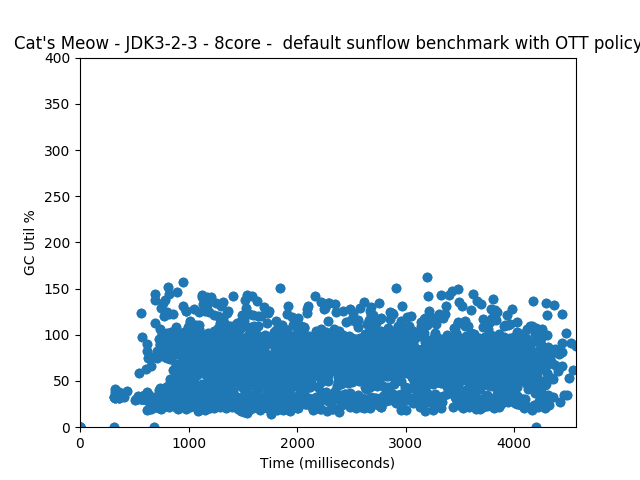 Cat's Meow - JDK3-2-3 - 8core -  default sunflow benchmark with OTT policy
400
350
300
250
200
150
100
50
0
GC Util %
0 1000 2000 3000 4000
Time (milliseconds)